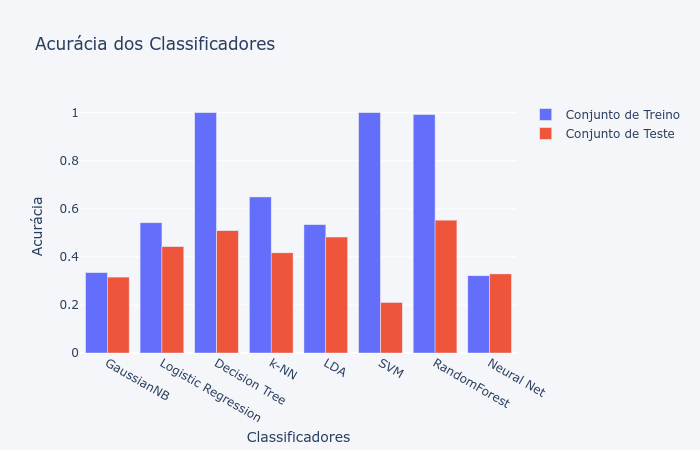 Acurácia dos Classificadores
Conjunto de Treino
Conjunto de Teste
Acurácia
1
0.8
0.6
0.4
0.2
0
GaussianNB
Logistic Regression
Decision Tree
k-NN
LDA
SVM
RandomForest
Neural Net
Classificadores